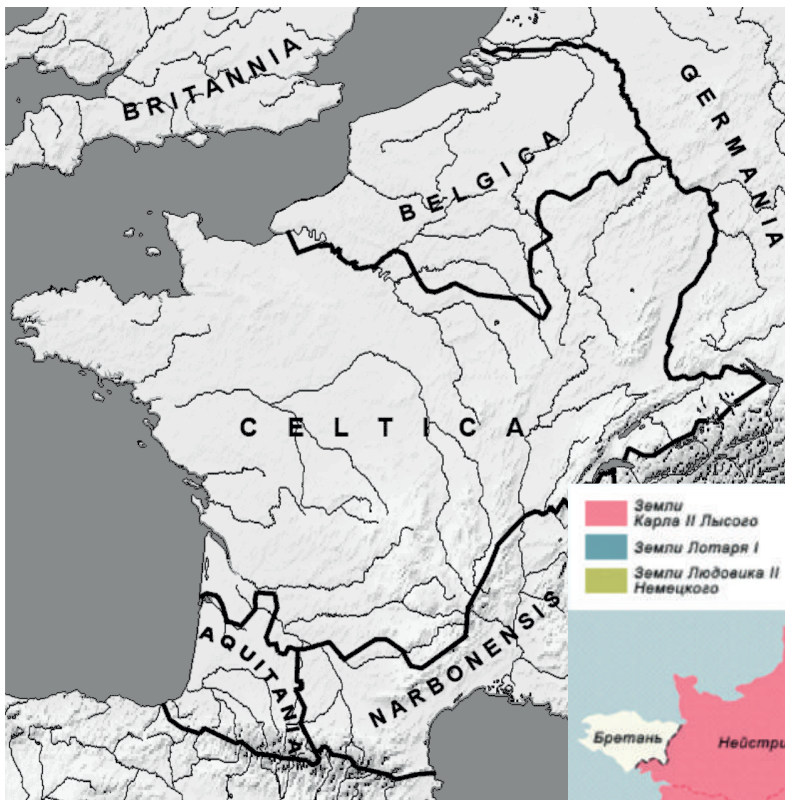 BRITANNIA
GERMANIA
BELGICA
CELTICA
AQUITANIA
NARBONENSIS
Земли
Карла II Лысого
Земли Лотаря I
Земли Людовика II
Немецкого
Бретань
Нейстри